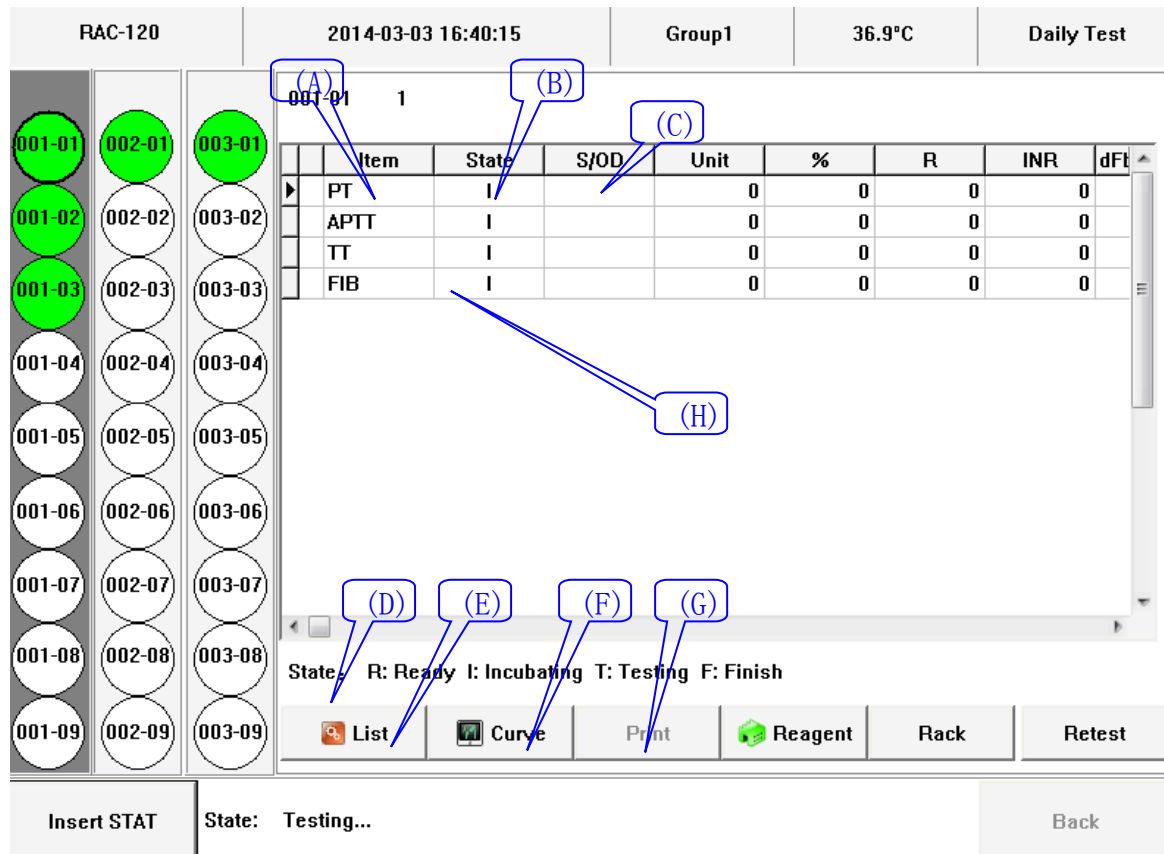 RAC-120 2014-03-03 16:40:15 Group1 36.9°C Daily Test
(A) (B) (C)
001-01 1
001-01 002-01 003-01
001-02 002-02 003-02
001-03 002-03 003-03
001-04 002-04 003-04
001-05 002-05 003-05
001-06 002-06 003-06
001-07 002-07 003-07
001-08 002-08 003-08
001-09 002-09 003-09
Item State S/OD Unit % R INR
PT I 0 0 0 0
APTT I 0 0 0 0
TT I 0 0 0 0
FIB I 0 0 0 0
(H)
(D) (E) (F) (G)
State: R: Ready I: Incubating T: Testing F: Finish
List Curve Print Reagent Rack Retest
Insert STAT State: Testing... Back